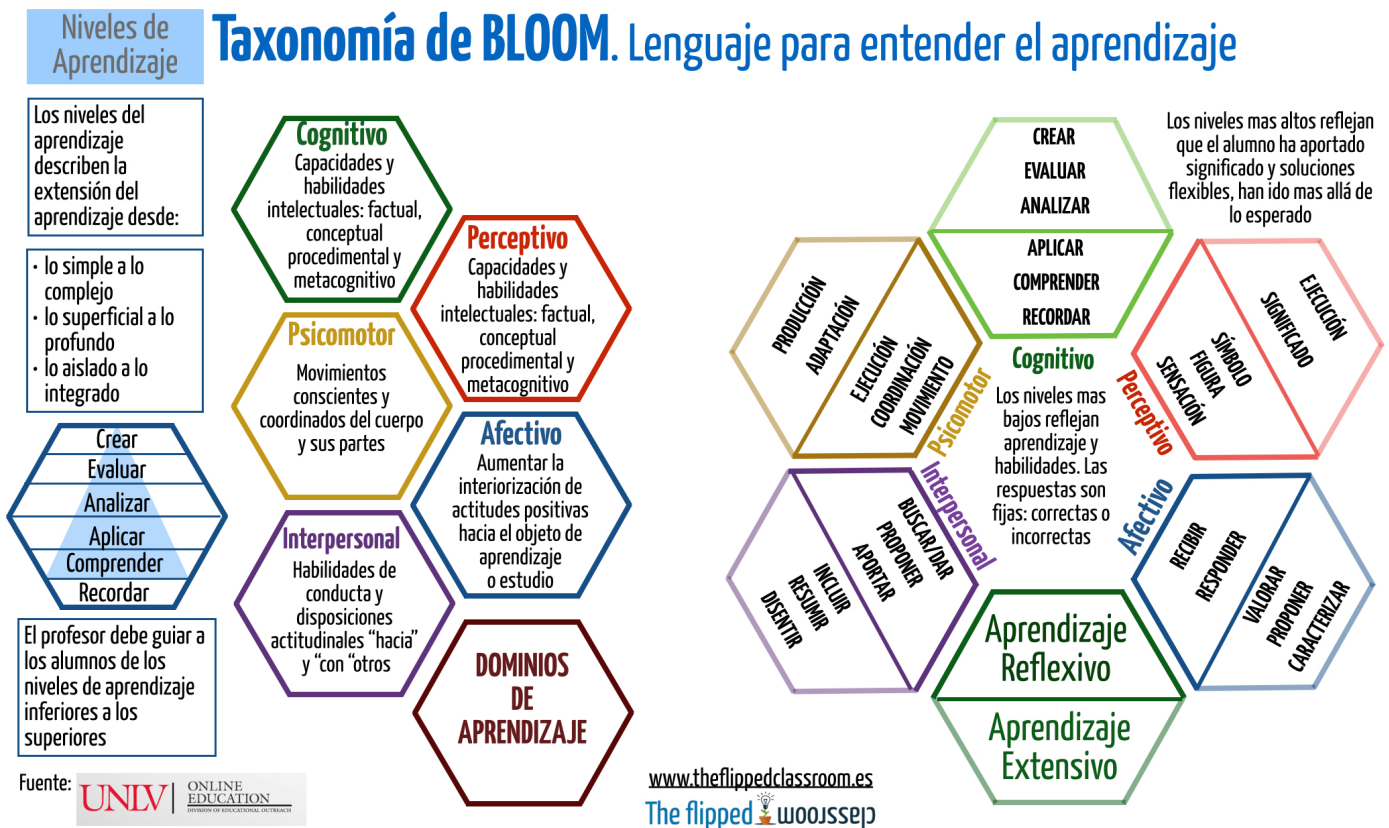 Niveles de
Aprendizaje
Taxonomía de BLOOM. Lenguaje para entender el aprendizaje
Los niveles del
aprendizaje
describen la
extensión del
aprendizaje desde:
· lo simple a lo
complejo
· lo superficial a lo
profundo
· lo aislado a lo
integrado
Crear
Evaluar
Analizar
Aplicar
Comprender
Recordar
El profesor debe guiar a
los alumnos de los
niveles de aprendizaje
inferiores a los
superiores
Fuente:
UNLV
ONLINE
EDUCATION
DIVISION OF EDUCATIONAL OUTREACH
Cognitivo
Capacidades y
habilidades
intelectuales: factual,
conceptual
procedimental y
metacognitivo
Perceptivo
Capacidades y
habilidades
intelectuales: factual,
conceptual
procedimental y
metacognitivo
Psicomotor
Movimientos
conscientes y
coordinados del cuerpo
y sus partes
Afectivo
Aumentar la
interiorización de
actitudes positivas
hacia el objeto de
aprendizaje
o estudio
Interpersonal
Habilidades de
conducta y
disposiciones
actitudinales “hacia”
y “con “otros
DOMINIOS
DE
APRENDIZAJE
CREAR
EVALUAR
ANALIZAR
APLICAR
COMPRENDER
RECORDAR
Cognitivo
Los niveles mas
bajos reflejan
aprendizaje y
habilidades. Las
respuestas son
fijas: correctas o
incorrectas
Los niveles mas altos reflejan
que el alumno ha aportado
significado y soluciones
flexibles, han ido mas allá de
lo esperado
PRODUCCIÓN
ADAPTACIÓN
EJECUCIÓN
COORDINACIÓN
MOVIMIENTO
Psicomotor
EJECUCIÓN
SIGNIFICADO
SÍMBOLO
FIGURA
SENSACIÓN
Perceptivo
Interpersonal
BUSCAR/DAR
PROPONER
APORTAR
INCLUIR
RESUMIR
DISENTIR
Afectivo
RECIBIR
RESPONDER
VALORAR
PROPONER
CARACTERIZAR
Aprendizaje
Reflexivo
Aprendizaje
Extensivo
www.theflippedclassroom.es
The flipped classroom